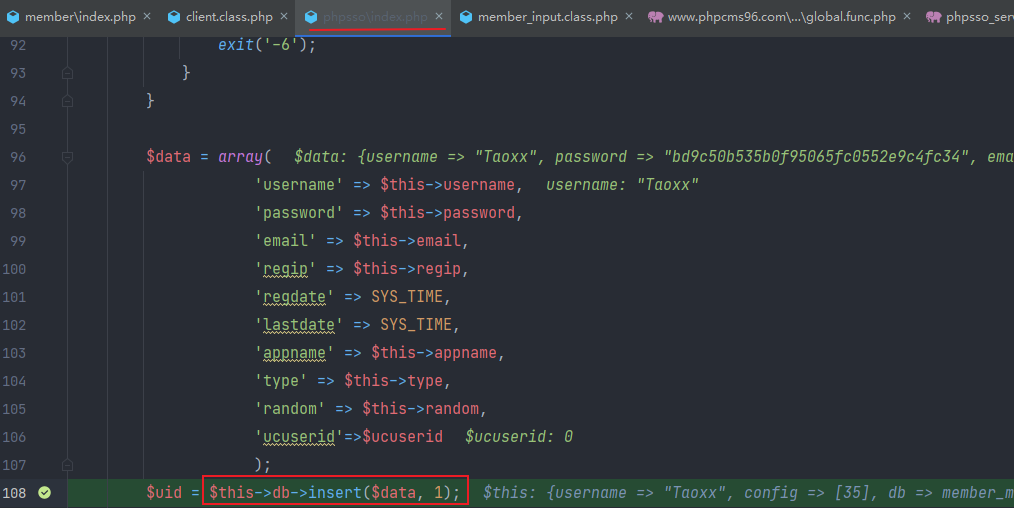 member\index.php × client.class.php × phpsso\index.php × member_input.class.php × www.phpcms96.com\...\global.func.php × phpsso_serv
92 exit('-6');
93 }
94 }
95
96 $data = array( $data: {username => "Taoxx", password => "bd9c50b535b0f95065fc0552e9c4fc34", ema
97 'username' => $this->username, username: "Taoxx"
98 'password' => $this->password,
99 'email' => $this->email,
100 'regip' => $this->regip,
101 'regdate' => SYS_TIME,
102 'lastdate' => SYS_TIME,
103 'appname' => $this->appname,
104 'type' => $this->type,
105 'random' => $this->random,
106 'ucuserid'=>$ucuserid $ucuserid: 0
107 );
108 $uid = $this->db->insert($data, 1); $this: {username => "Taoxx", config => [35], db => member_m